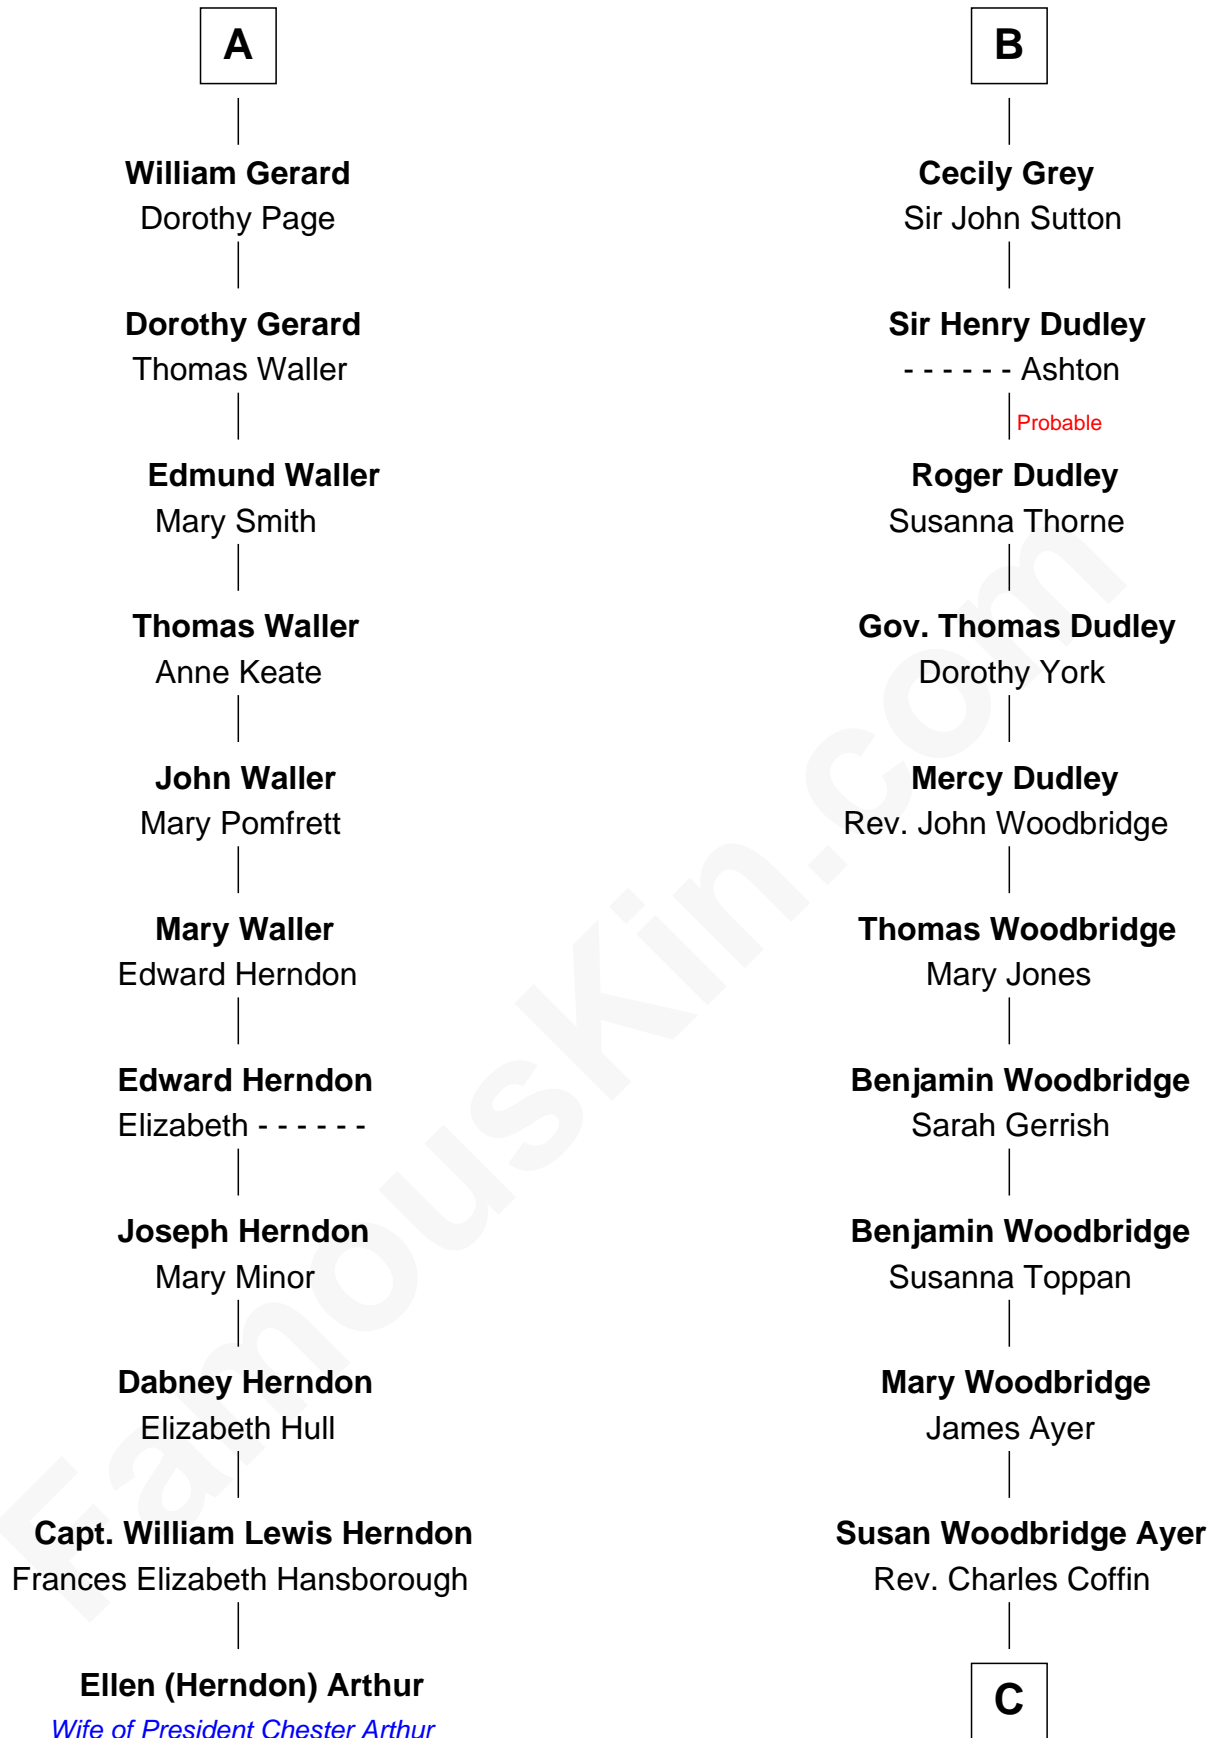 A
William Gerard
Dorothy Page
Dorothy Gerard
Thomas Waller
Edmund Waller
Mary Smith
Thomas Waller
Anne Keate
John Waller
Mary Pomfrett
Mary Waller
Edward Herndon
Edward Herndon
Elizabeth - - - - - -
Joseph Herndon
Mary Minor
Dabney Herndon
Elizabeth Hull
Capt. William Lewis Herndon
Frances Elizabeth Hansborough
Ellen (Herndon) Arthur
Wife of President Chester Arthur
B
Cecily Grey
Sir John Sutton
Sir Henry Dudley
- - - - - - Ashton
Probable
Roger Dudley
Susanna Thorne
Gov. Thomas Dudley
Dorothy York
Mercy Dudley
Rev. John Woodbridge
Thomas Woodbridge
Mary Jones
Benjamin Woodbridge
Sarah Gerrish
Benjamin Woodbridge
Susanna Toppan
Mary Woodbridge
James Ayer
Susan Woodbridge Ayer
Rev. Charles Coffin
C
FamousKin.com